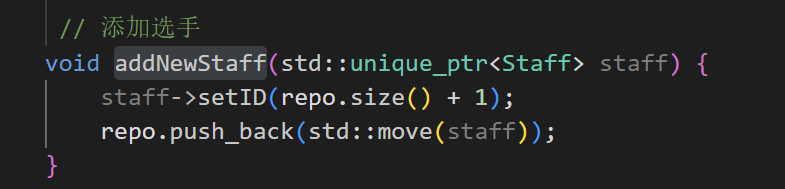 // 添加选手
void addNewStaff(std::unique_ptr<Staff> staff) {
staff->setID(repo.size() + 1);
repo.push_back(std::move(staff));
}